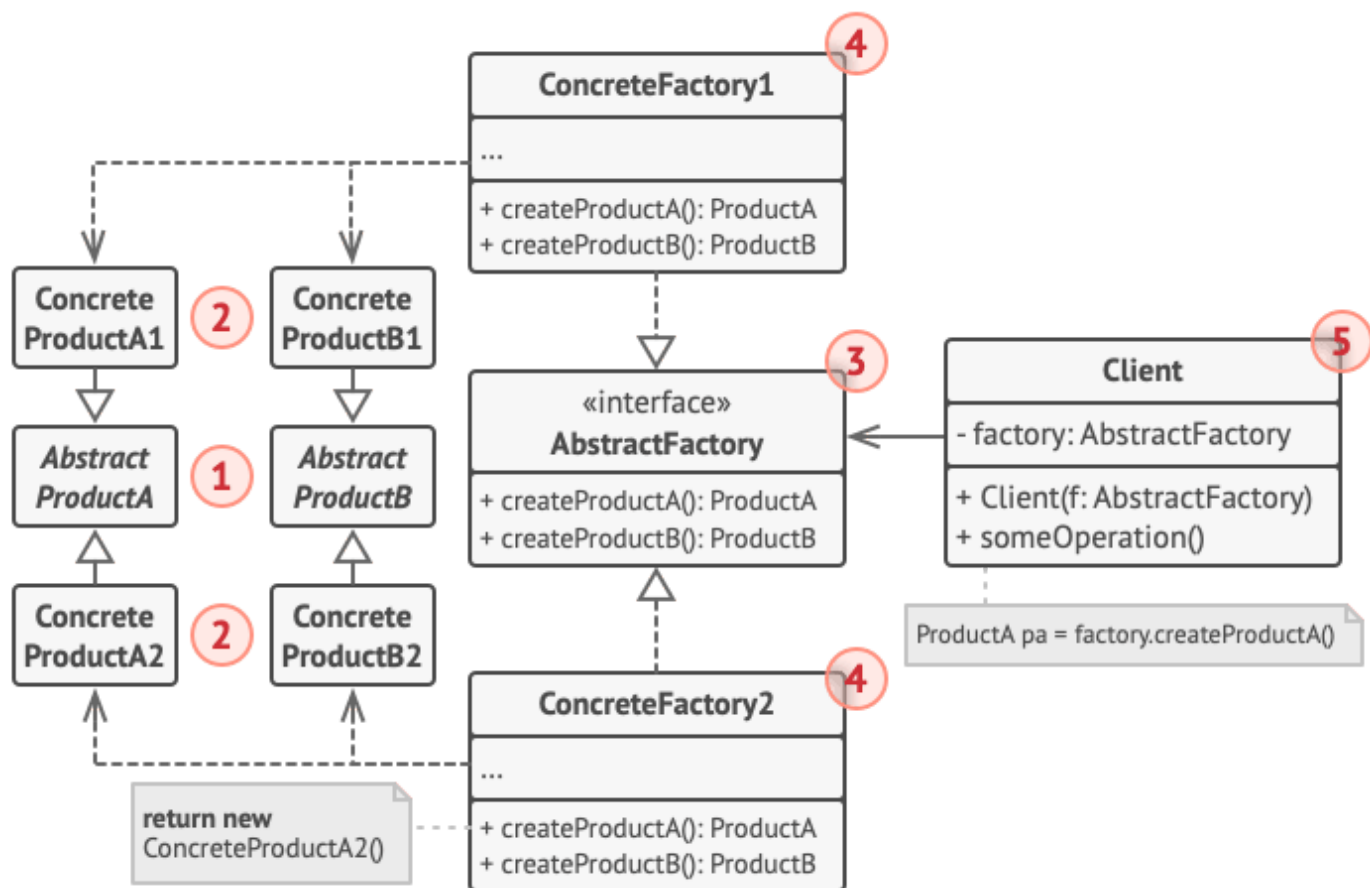 4
ConcreteFactory1
...
+ createProductA(): ProductA
+ createProductB(): ProductB
Concrete
ProductA1
2
Concrete
ProductB1
3
«interface»
AbstractFactory
+ createProductA(): ProductA
+ createProductB(): ProductB
5
Client
- factory: AbstractFactory
+ Client(f: AbstractFactory)
+ someOperation()
Abstract
ProductA
1
Abstract
ProductB
Concrete
ProductA2
2
Concrete
ProductB2
ProductA pa = factory.createProductA()
4
ConcreteFactory2
...
+ createProductA(): ProductA
+ createProductB(): ProductB
return new
ConcreteProductA2()